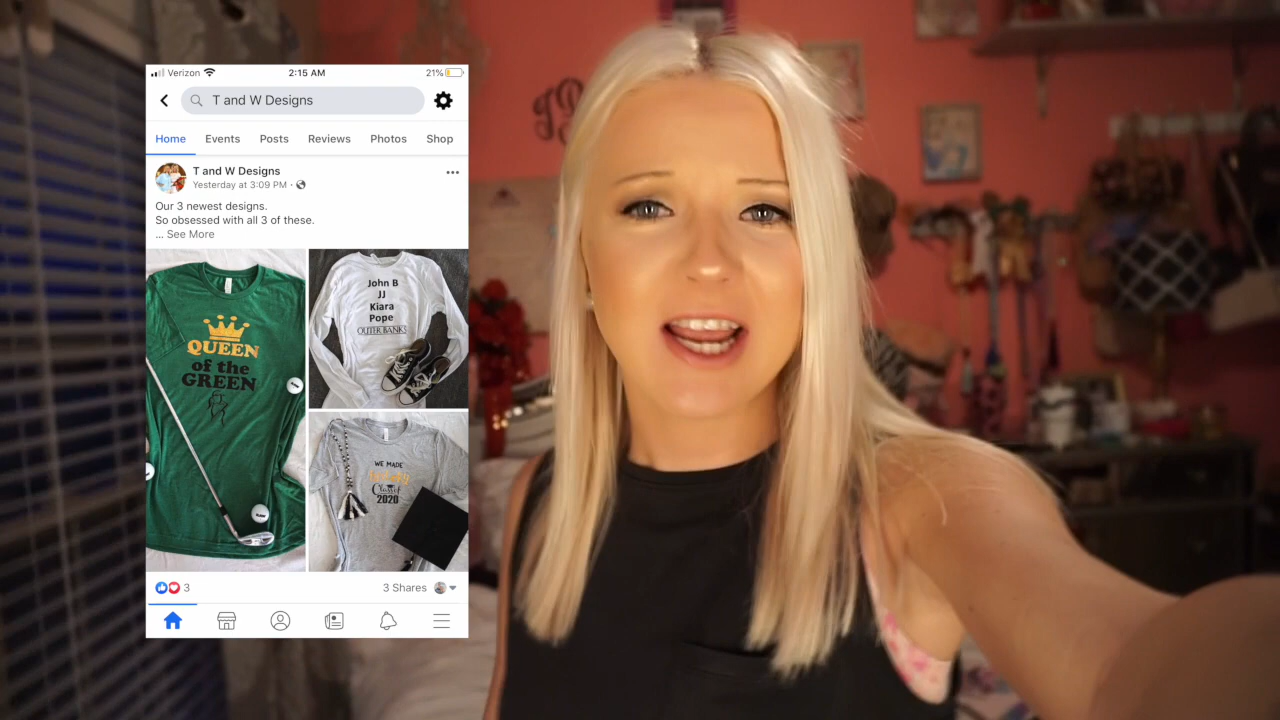 Verizon 2:15 AM 21%
T and W Designs
Home Events Posts Reviews Photos Shop
T and W Designs
Yesterday at 3:09 PM ·
Our 3 newest designs.
So obsessed with all 3 of these.
... See More
QUEEN
of the
GREEN
John B
JJ
Kiara
Pope
OUTER BANKS
WE MADE
Class of
2020
3 3 Shares